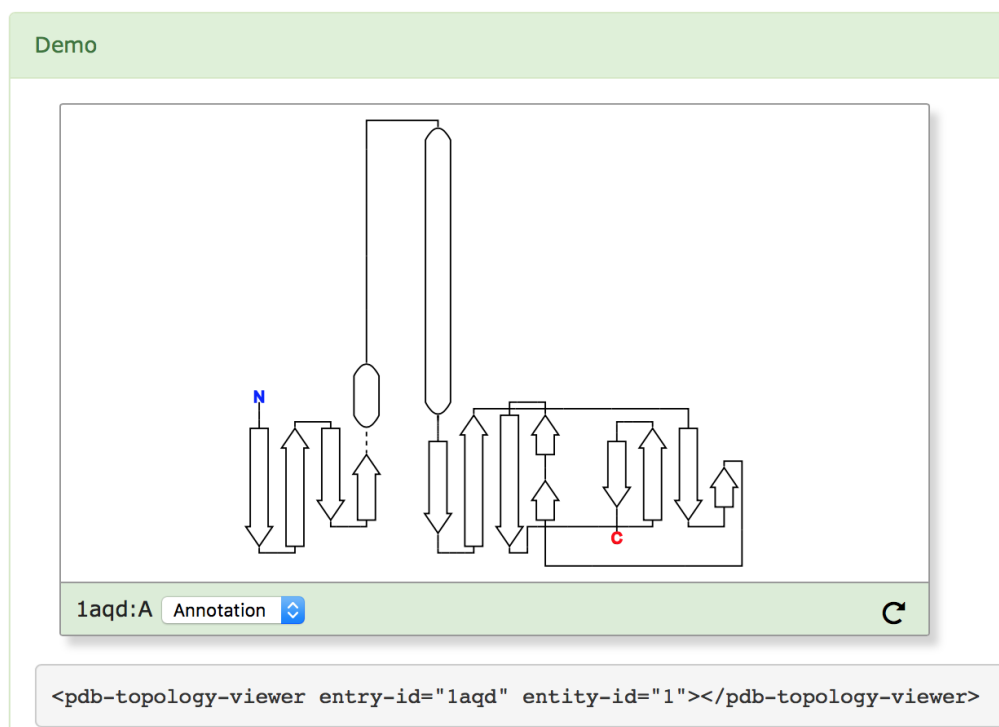 Demo
N
C
1aqd:A Annotation
<pdb-topology-viewer entry-id="1aqd" entity-id="1"></pdb-topology-viewer>